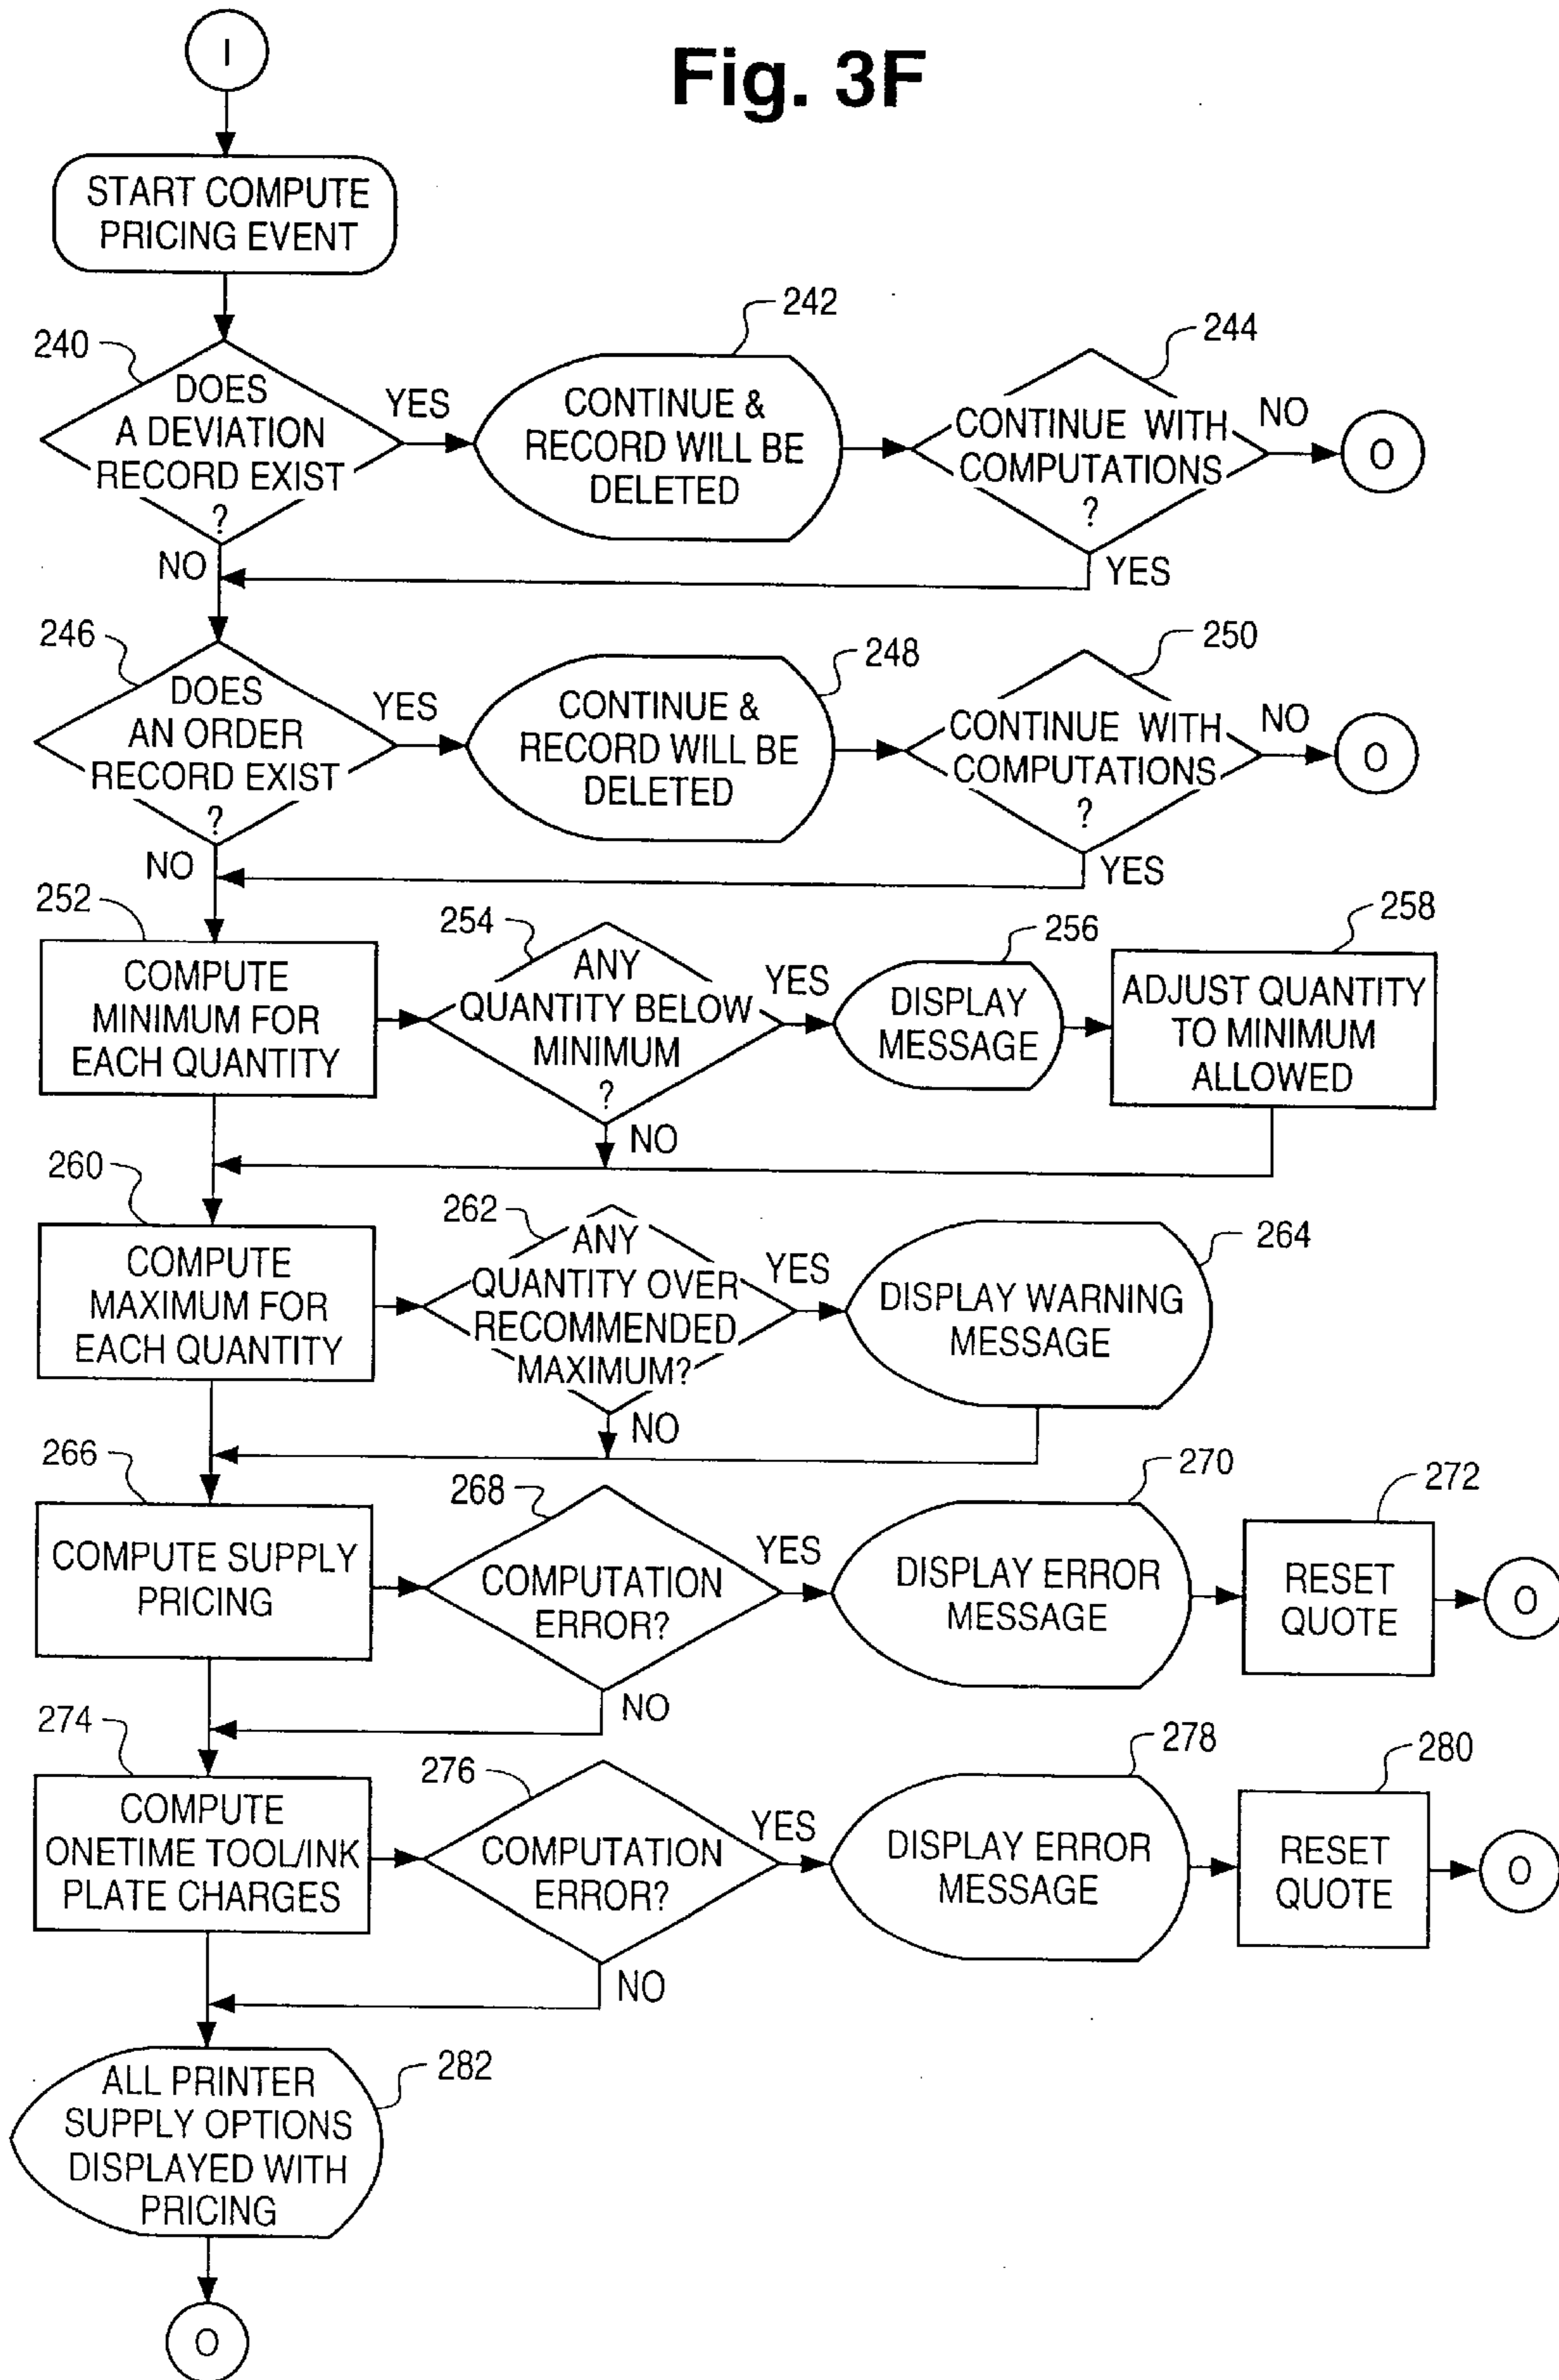 Fig. 3F
I
START COMPUTE
PRICING EVENT
240
DOES
A DEVIATION
RECORD EXIST
?
YES
NO
242
CONTINUE &
RECORD WILL BE
DELETED
244
CONTINUE WITH
COMPUTATIONS
?
NO
O
YES
246
DOES
AN ORDER
RECORD EXIST
?
YES
NO
248
CONTINUE &
RECORD WILL BE
DELETED
250
CONTINUE WITH
COMPUTATIONS
?
NO
O
YES
252
COMPUTE
MINIMUM FOR
EACH QUANTITY
254
ANY
QUANTITY BELOW
MINIMUM
?
YES
NO
256
DISPLAY
MESSAGE
258
ADJUST QUANTITY
TO MINIMUM
ALLOWED
260
COMPUTE
MAXIMUM FOR
EACH QUANTITY
262
ANY
QUANTITY OVER
RECOMMENDED
MAXIMUM?
YES
NO
264
DISPLAY WARNING
MESSAGE
266
COMPUTE SUPPLY
PRICING
268
COMPUTATION
ERROR?
YES
NO
270
DISPLAY ERROR
MESSAGE
272
RESET
QUOTE
O
274
COMPUTE
ONETIME TOOL/INK
PLATE CHARGES
276
COMPUTATION
ERROR?
YES
NO
278
DISPLAY ERROR
MESSAGE
280
RESET
QUOTE
O
282
ALL PRINTER
SUPPLY OPTIONS
DISPLAYED WITH
PRICING
O